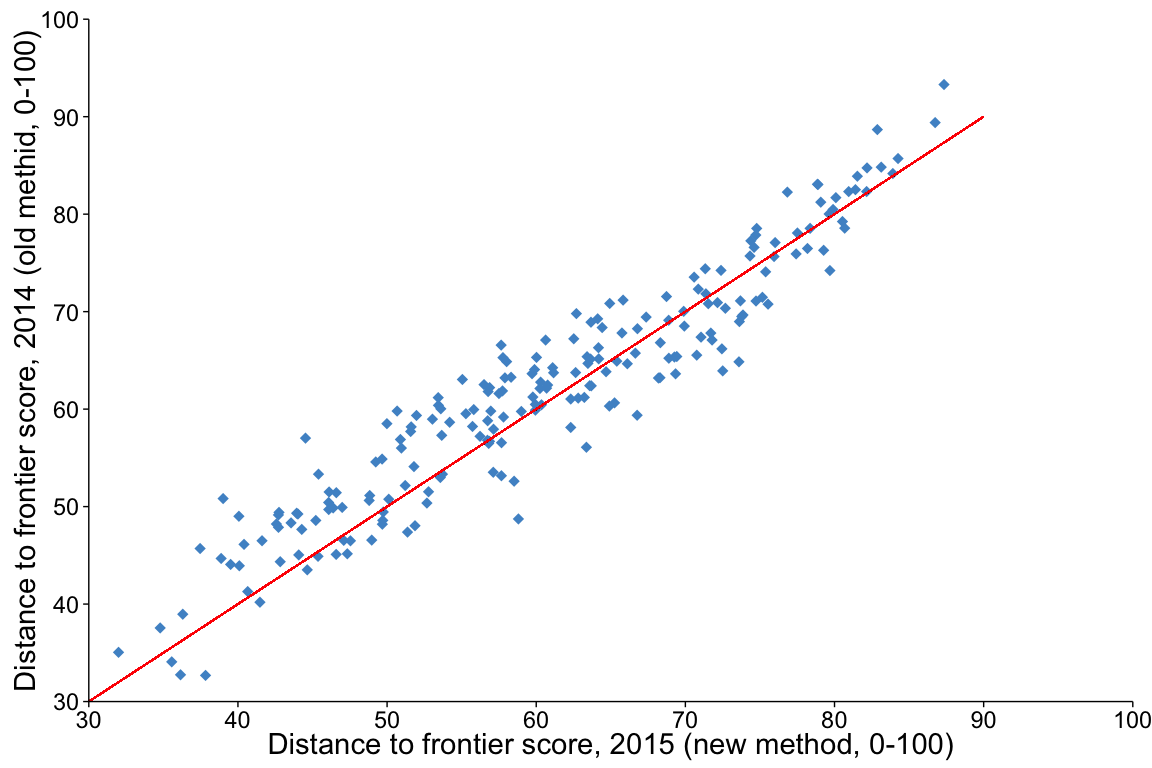 Distance to frontier score, 2014 (old methid, 0-100)
100
90
80
70
60
50
40
30
30 40 50 60 70 80 90 100
Distance to frontier score, 2015 (new method, 0-100)